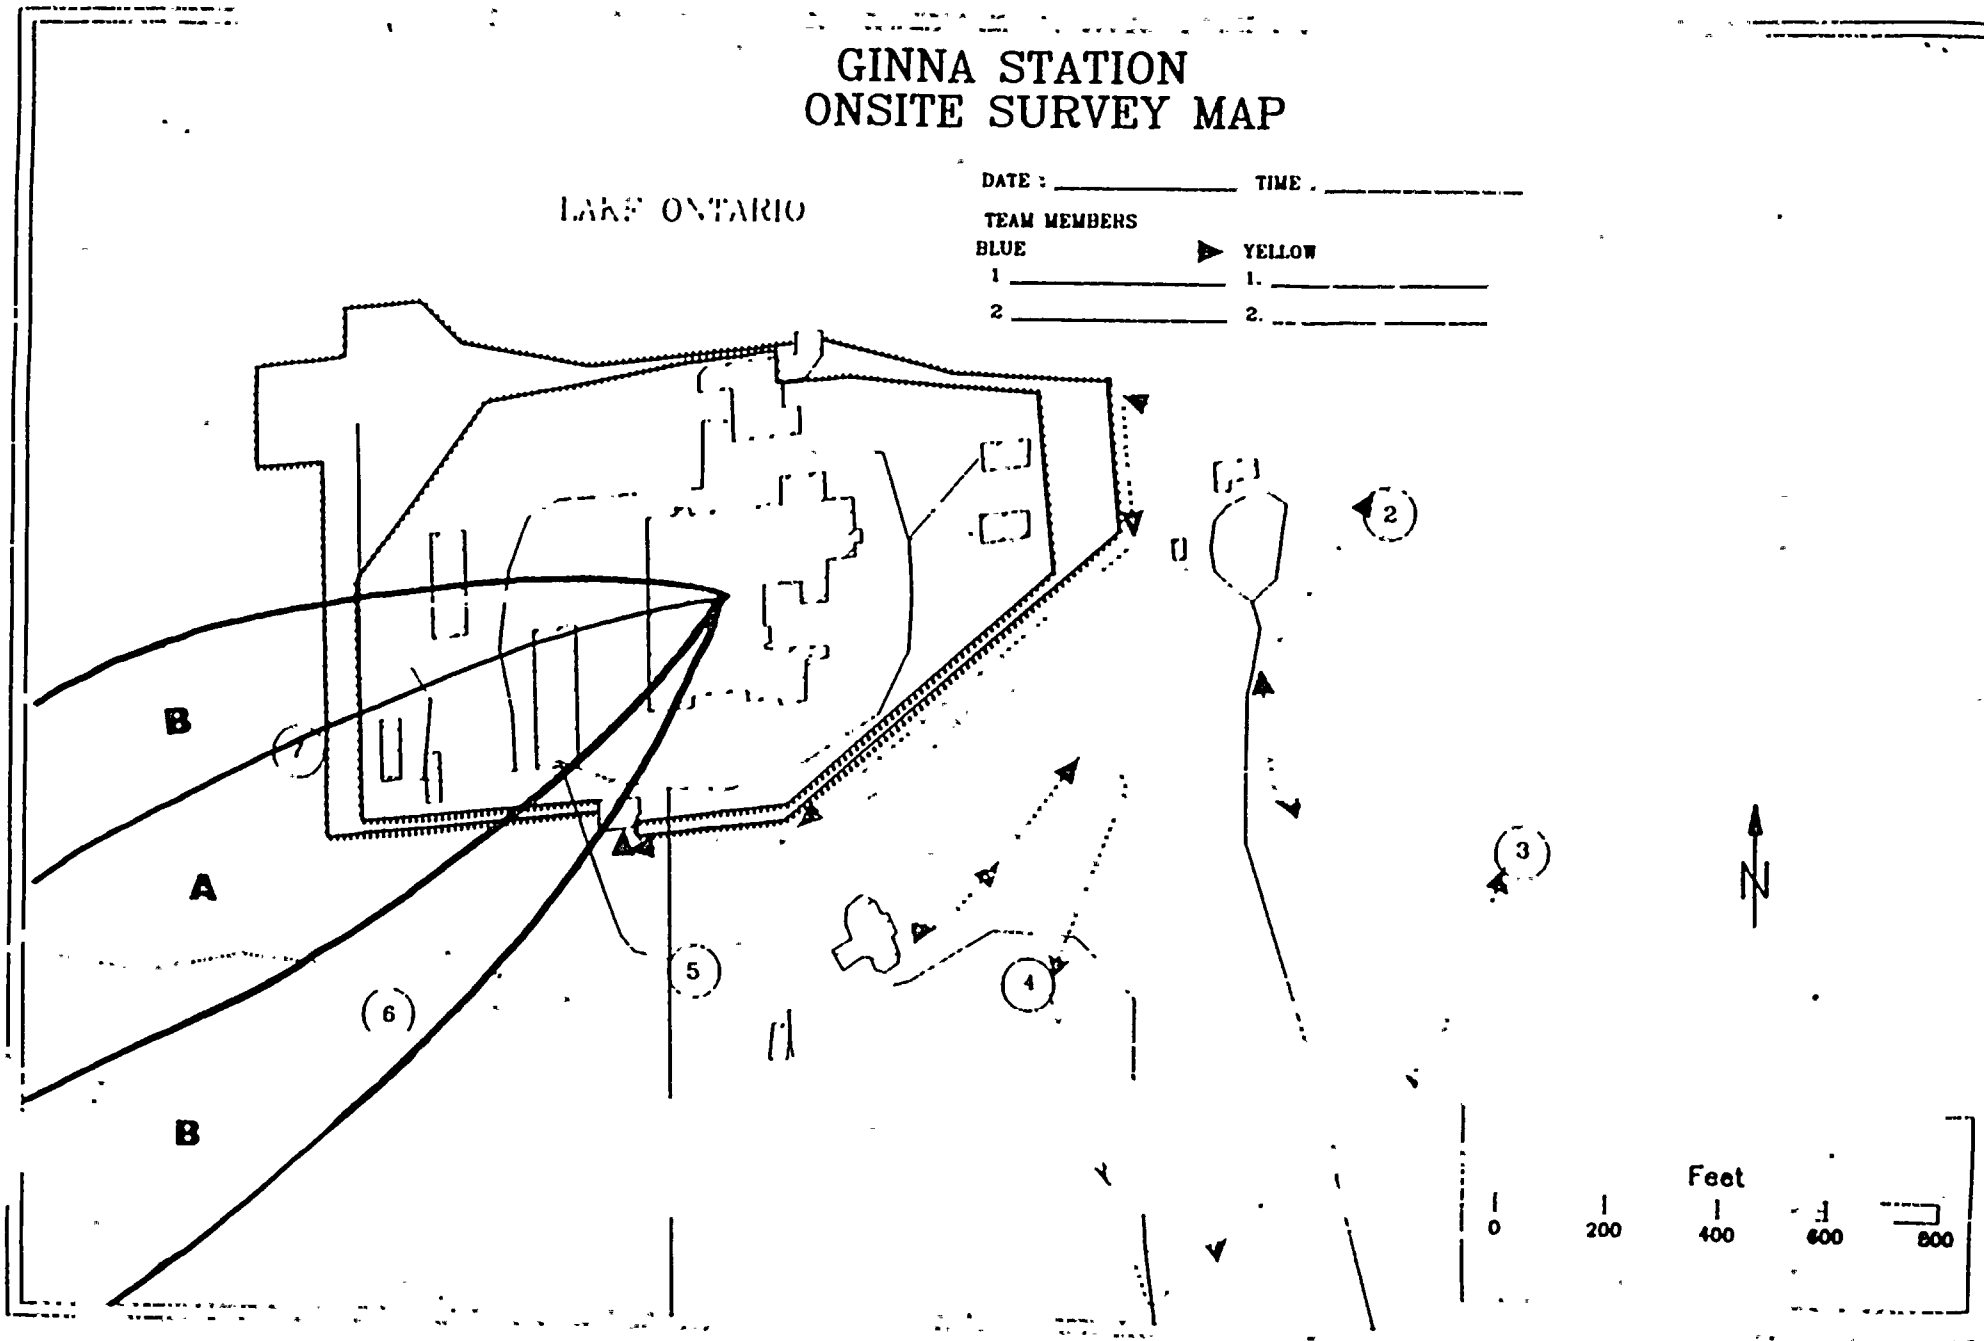 GINNA STATION
ONSITE SURVEY MAP
DATE : TIME .
LAKE ONTARIO
TEAM MEMBERS
BLUE YELLOW
1 1.
2 2.
2
B
7
3
A
5
4
6
B
N
Feet
0 200 400 600 800